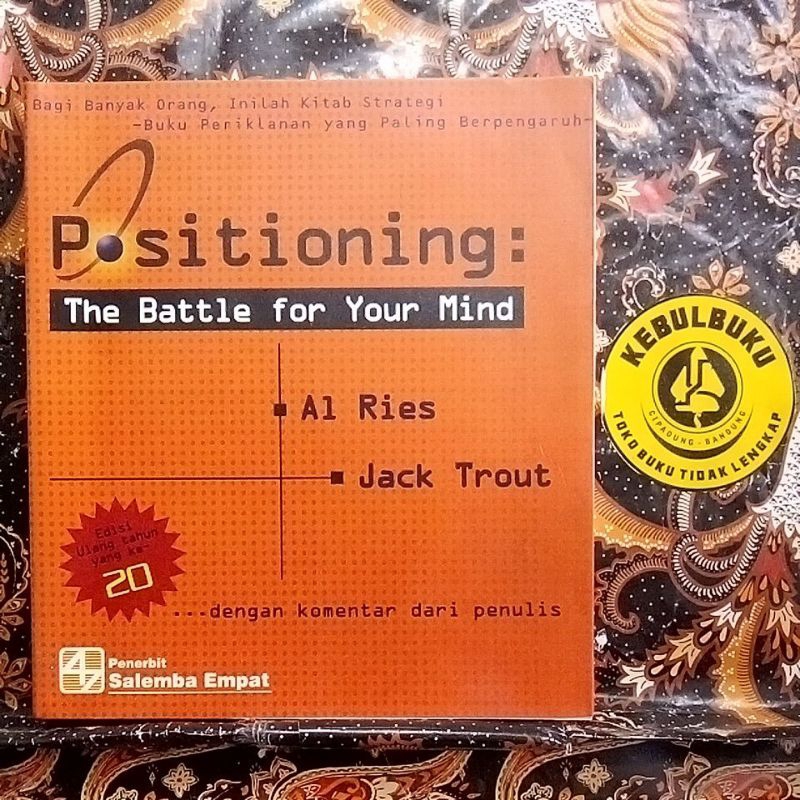 Bagi Banyak Orang, Inilah Kitab Strategi
-Buku Periklanan yang Paling Berpengaruh-
Positioning:
The Battle for Your Mind
Al Ries
Jack Trout
Edisi
Ulang tahun
yang ke-
20
...dengan komentar dari penulis
Penerbit
Salemba Empat
KEBULBUKU
CIPADUNG - BANDUNG
TOKO BUKU TIDAK LENGKAP